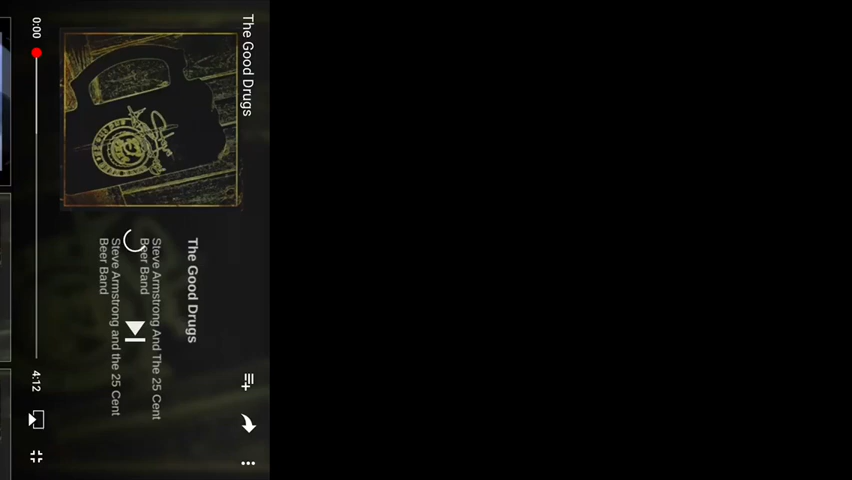 The Good Drugs
The Good Drugs
Steve Armstrong And The 25 Cent
Beer Band
Steve Armstrong and the 25 Cent
Beer Band
0:00
4:12